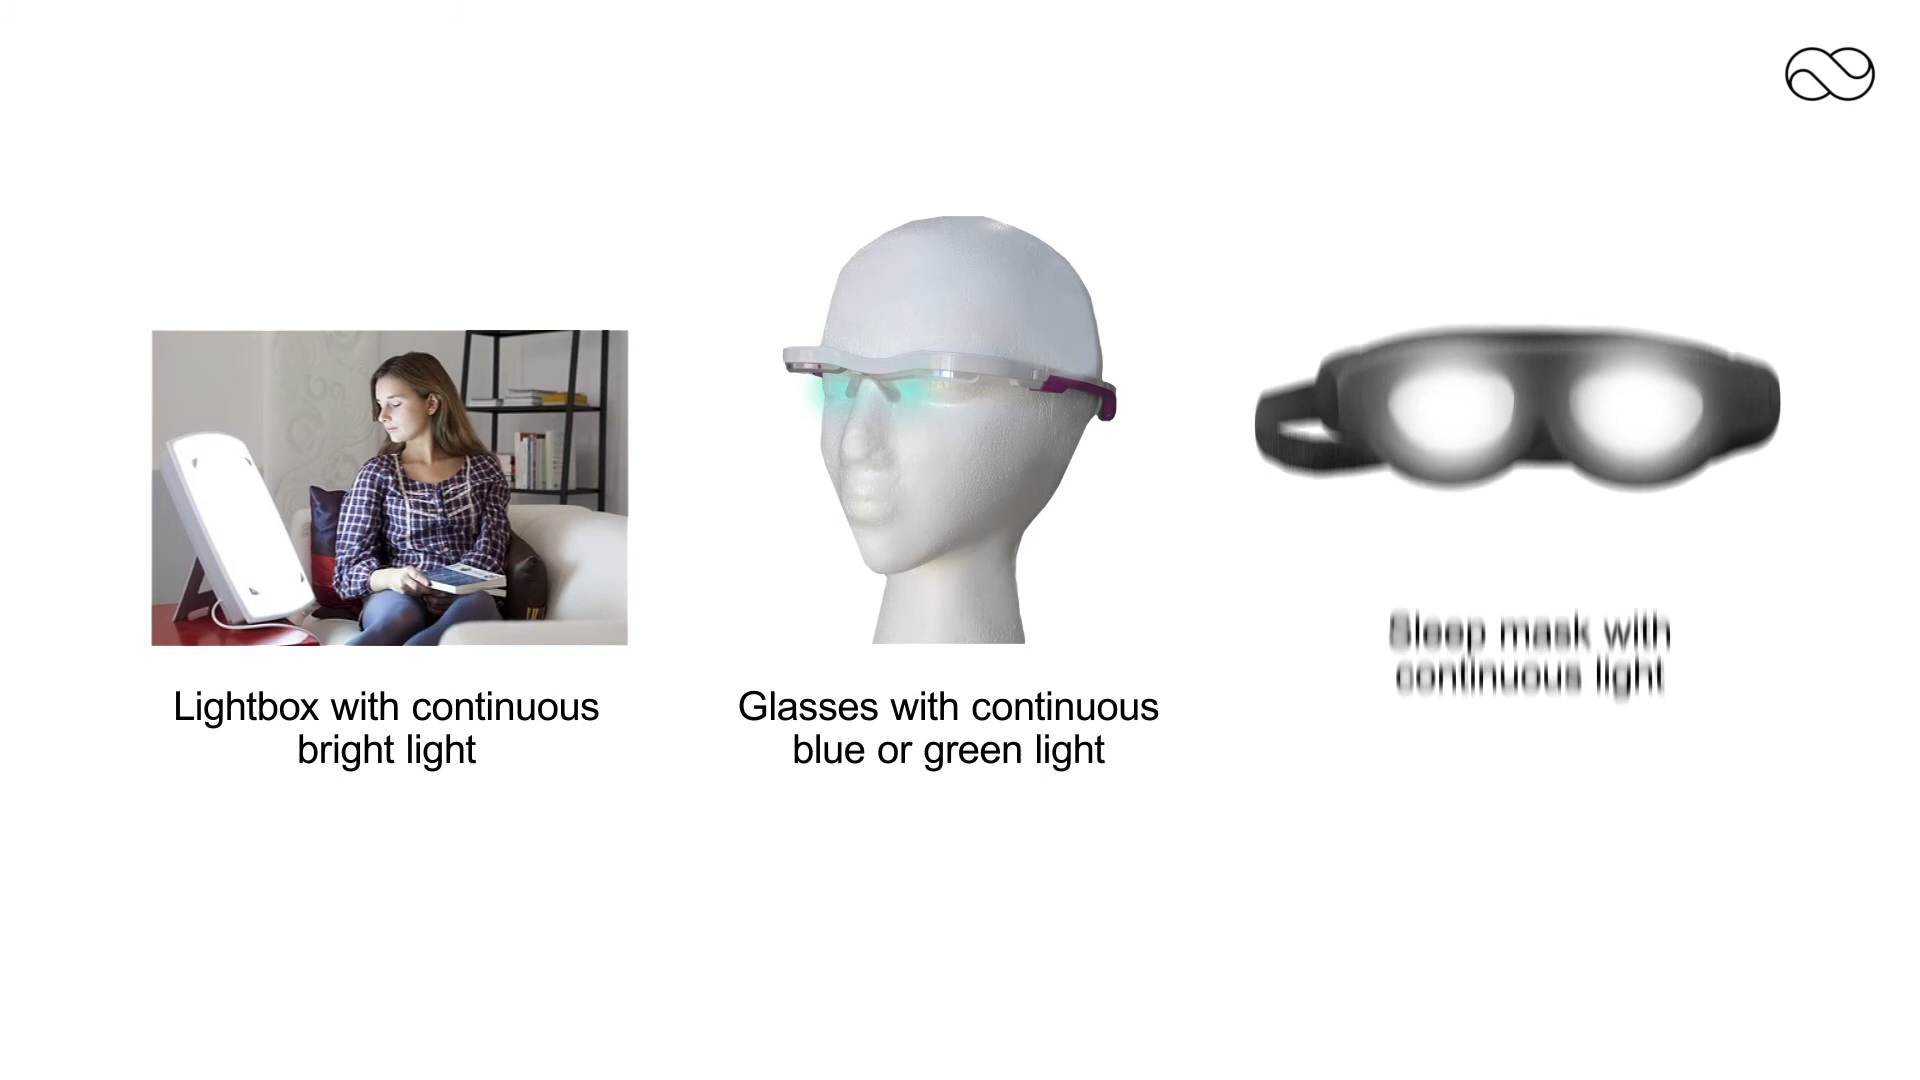 Lightbox with continuous
bright light
Glasses with continuous
blue or green light
Sleep mask with
continuous light